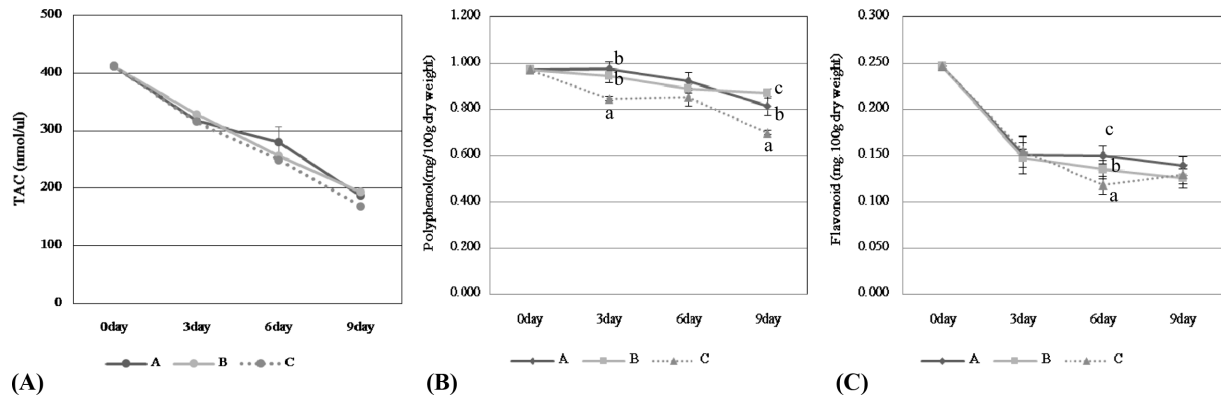 500
400
300
200
100
0
TAC (nmol/ul)
0day 3day 6day 9day
A B C
(A)
1.200
1.000
0.800
0.600
0.400
0.200
0.000
Polyphenol(mg/100g dry weight)
b
b
a
c
b
a
0day 3day 6day 9day
A B C
(B)
0.300
0.250
0.200
0.150
0.100
0.050
0.000
Flavonoid (mg. 100g dry weight)
c
b
a
0day 3day 6day 9day
A B C
(C)